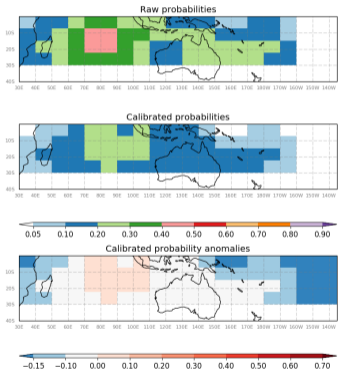 Raw probabilities
10S
20S
30S
40S
30E 40E 50E 60E 70E 80E 90E 100E 110E 120E 130E 140E 150E 160E 170E 180W 170W 160W 150W 140W
Calibrated probabilities
10S
20S
30S
40S
30E 40E 50E 60E 70E 80E 90E 100E 110E 120E 130E 140E 150E 160E 170E 180W 170W 160W 150W 140W
0.05 0.10 0.20 0.30 0.40 0.50 0.60 0.70 0.80 0.90
Calibrated probability anomalies
10S
20S
30S
40S
30E 40E 50E 60E 70E 80E 90E 100E 110E 120E 130E 140E 150E 160E 170E 180W 170W 160W 150W 140W
−0.15 −0.10 0.00 0.10 0.20 0.30 0.40 0.50 0.60 0.70